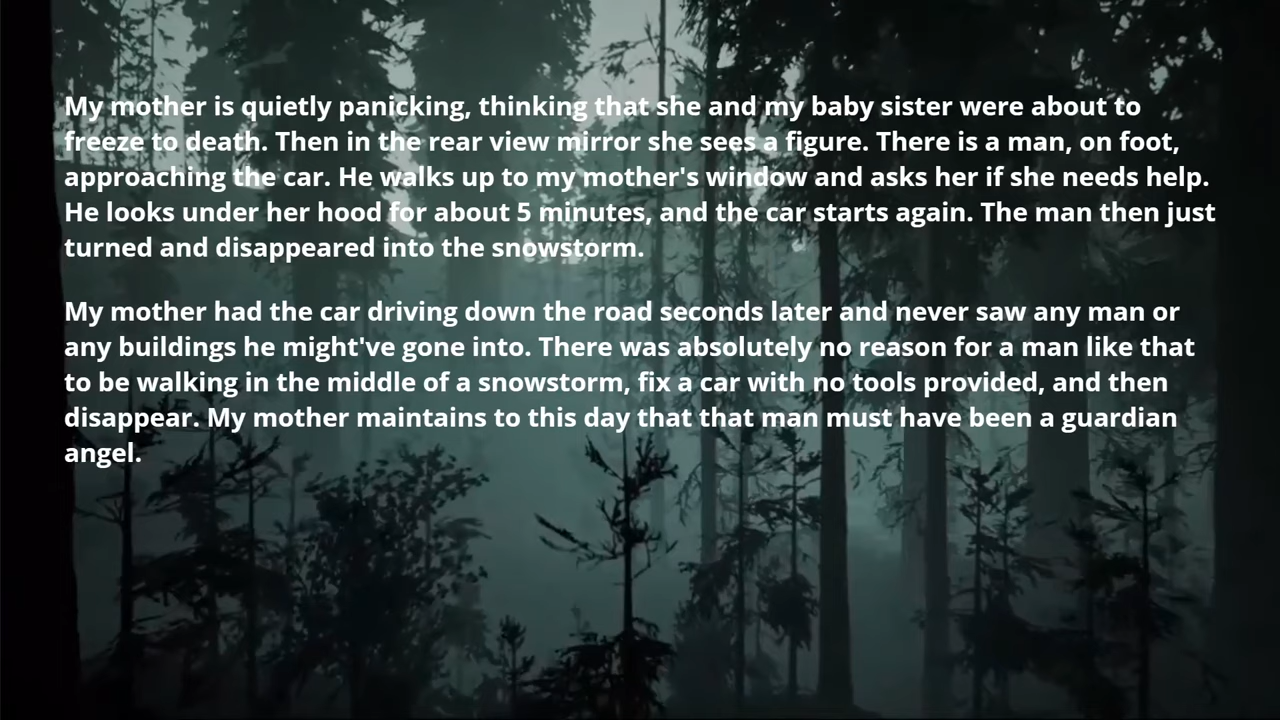 My mother is quietly panicking, thinking that she and my baby sister were about to
freeze to death. Then in the rear view mirror she sees a figure. There is a man, on foot,
approaching the car. He walks up to my mother's window and asks her if she needs help.
He looks under her hood for about 5 minutes, and the car starts again. The man then just
turned and disappeared into the snowstorm.
My mother had the car driving down the road seconds later and never saw any man or
any buildings he might've gone into. There was absolutely no reason for a man like that
to be walking in the middle of a snowstorm, fix a car with no tools provided, and then
disappear. My mother maintains to this day that that man must have been a guardian
angel.